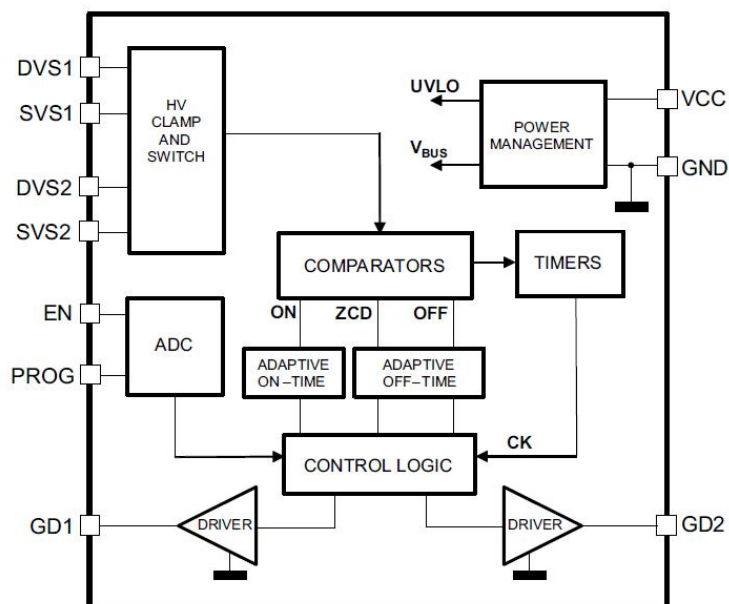 DVS1
SVS1
DVS2
SVS2
HV
CLAMP
AND
SWITCH
UVLO
V_BUS
POWER
MANAGEMENT
VCC
GND
COMPARATORS
TIMERS
ON
ZCD
OFF
EN
PROG
ADC
ADAPTIVE
ON–TIME
ADAPTIVE
OFF–TIME
CONTROL LOGIC
CK
GD1
DRIVER
DRIVER
GD2